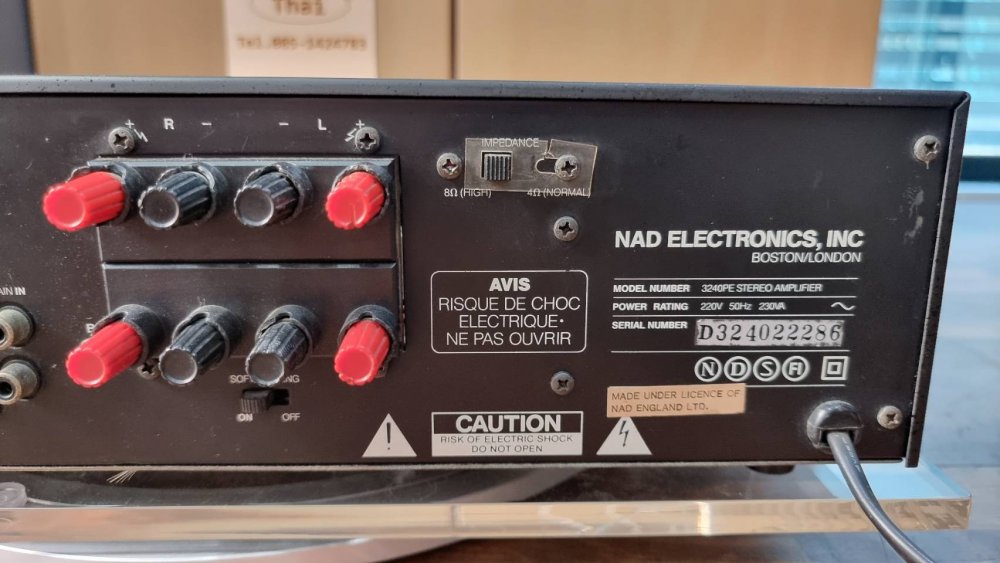 Thai
+ R - - L +
IMPEDANCE
8Ω (HIGH) 4Ω (NORMAL)
NAD ELECTRONICS, INC
BOSTON/LONDON
MODEL NUMBER 3240PE STEREO AMPLIFIER
POWER RATING 220V 50Hz 230VA
SERIAL NUMBER D324022286
N D S FI
AVIS
RISQUE DE CHOC
ELECTRIQUE·
NE PAS OUVRIR
IN
ON OFF
MADE UNDER LICENCE OF
NAD ENGLAND LTD.
CAUTION
RISK OF ELECTRIC SHOCK
DO NOT OPEN